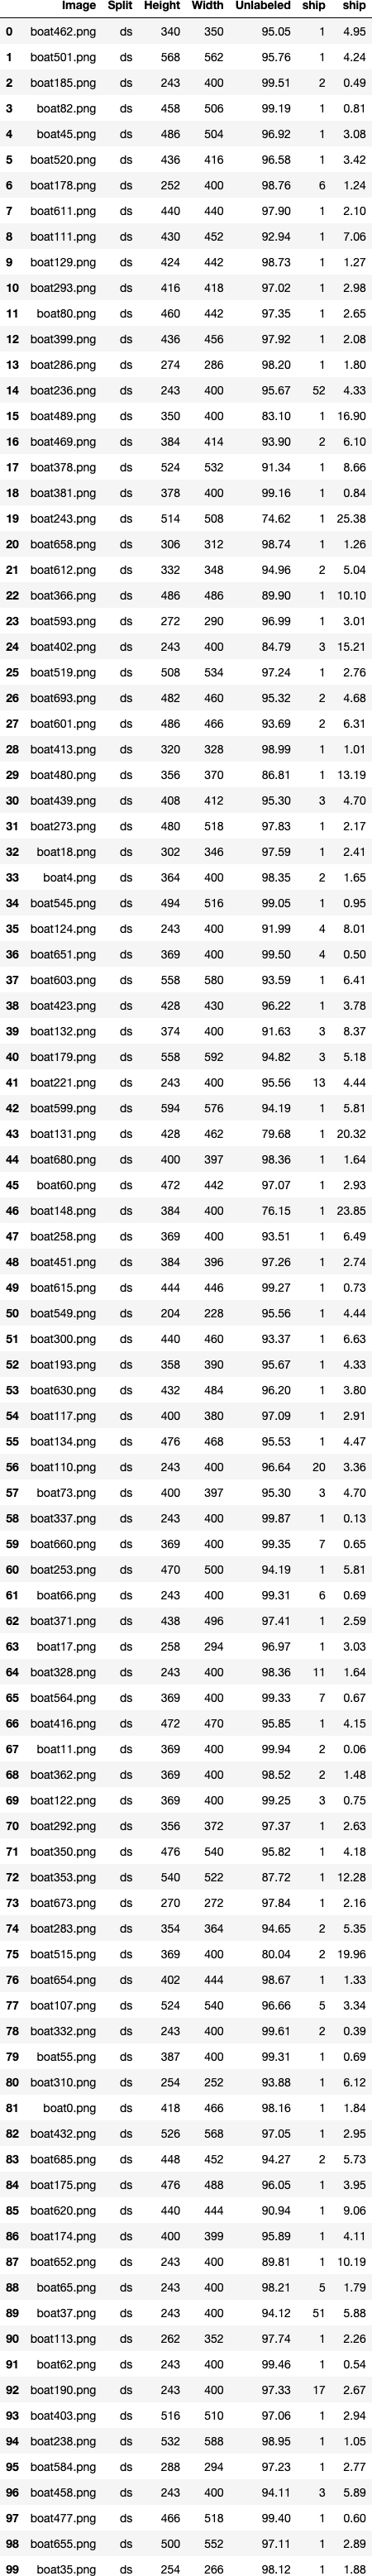 Image Split Height Width Unlabeled ship ship
0 boat462.png ds 340 350 95.05 1 4.95
1 boat501.png ds 568 562 95.76 1 4.24
2 boat185.png ds 243 400 99.51 2 0.49
3 boat82.png ds 458 506 99.19 1 0.81
4 boat45.png ds 486 504 96.92 1 3.08
5 boat520.png ds 436 416 96.58 1 3.42
6 boat178.png ds 252 400 98.76 6 1.24
7 boat611.png ds 440 440 97.90 1 2.10
8 boat111.png ds 430 452 92.94 1 7.06
9 boat129.png ds 424 442 98.73 1 1.27
10 boat293.png ds 416 418 97.02 1 2.98
11 boat80.png ds 460 442 97.35 1 2.65
12 boat399.png ds 436 456 97.92 1 2.08
13 boat286.png ds 274 286 98.20 1 1.80
14 boat236.png ds 243 400 95.67 52 4.33
15 boat489.png ds 350 400 83.10 1 16.90
16 boat469.png ds 384 414 93.90 2 6.10
17 boat378.png ds 524 532 91.34 1 8.66
18 boat381.png ds 378 400 99.16 1 0.84
19 boat243.png ds 514 508 74.62 1 25.38
20 boat658.png ds 306 312 98.74 1 1.26
21 boat612.png ds 332 348 94.96 2 5.04
22 boat366.png ds 486 486 89.90 1 10.10
23 boat593.png ds 272 290 96.99 1 3.01
24 boat402.png ds 243 400 84.79 3 15.21
25 boat519.png ds 508 534 97.24 1 2.76
26 boat693.png ds 482 460 95.32 2 4.68
27 boat601.png ds 486 466 93.69 2 6.31
28 boat413.png ds 320 328 98.99 1 1.01
29 boat480.png ds 356 370 86.81 1 13.19
30 boat439.png ds 408 412 95.30 3 4.70
31 boat273.png ds 480 518 97.83 1 2.17
32 boat18.png ds 302 346 97.59 1 2.41
33 boat4.png ds 364 400 98.35 2 1.65
34 boat545.png ds 494 516 99.05 1 0.95
35 boat124.png ds 243 400 91.99 4 8.01
36 boat651.png ds 369 400 99.50 4 0.50
37 boat603.png ds 558 580 93.59 1 6.41
38 boat423.png ds 428 430 96.22 1 3.78
39 boat132.png ds 374 400 91.63 3 8.37
40 boat179.png ds 558 592 94.82 3 5.18
41 boat221.png ds 243 400 95.56 13 4.44
42 boat599.png ds 594 576 94.19 1 5.81
43 boat131.png ds 428 462 79.68 1 20.32
44 boat680.png ds 400 397 98.36 1 1.64
45 boat60.png ds 472 442 97.07 1 2.93
46 boat148.png ds 384 400 76.15 1 23.85
47 boat258.png ds 369 400 93.51 1 6.49
48 boat451.png ds 384 396 97.26 1 2.74
49 boat615.png ds 444 446 99.27 1 0.73
50 boat549.png ds 204 228 95.56 1 4.44
51 boat300.png ds 440 460 93.37 1 6.63
52 boat193.png ds 358 390 95.67 1 4.33
53 boat630.png ds 432 484 96.20 1 3.80
54 boat117.png ds 400 380 97.09 1 2.91
55 boat134.png ds 476 468 95.53 1 4.47
56 boat110.png ds 243 400 96.64 20 3.36
57 boat73.png ds 400 397 95.30 3 4.70
58 boat337.png ds 243 400 99.87 1 0.13
59 boat660.png ds 369 400 99.35 7 0.65
60 boat253.png ds 470 500 94.19 1 5.81
61 boat66.png ds 243 400 99.31 6 0.69
62 boat371.png ds 438 496 97.41 1 2.59
63 boat17.png ds 258 294 96.97 1 3.03
64 boat328.png ds 243 400 98.36 11 1.64
65 boat564.png ds 369 400 99.33 7 0.67
66 boat416.png ds 472 470 95.85 1 4.15
67 boat11.png ds 369 400 99.94 2 0.06
68 boat362.png ds 369 400 98.52 2 1.48
69 boat122.png ds 369 400 99.25 3 0.75
70 boat292.png ds 356 372 97.37 1 2.63
71 boat350.png ds 476 540 95.82 1 4.18
72 boat353.png ds 540 522 87.72 1 12.28
73 boat673.png ds 270 272 97.84 1 2.16
74 boat283.png ds 354 364 94.65 2 5.35
75 boat515.png ds 369 400 80.04 2 19.96
76 boat654.png ds 402 444 98.67 1 1.33
77 boat107.png ds 524 540 96.66 5 3.34
78 boat332.png ds 243 400 99.61 2 0.39
79 boat55.png ds 387 400 99.31 1 0.69
80 boat310.png ds 254 252 93.88 1 6.12
81 boat0.png ds 418 466 98.16 1 1.84
82 boat432.png ds 526 568 97.05 1 2.95
83 boat685.png ds 448 452 94.27 2 5.73
84 boat175.png ds 476 488 96.05 1 3.95
85 boat620.png ds 440 444 90.94 1 9.06
86 boat174.png ds 400 399 95.89 1 4.11
87 boat652.png ds 243 400 89.81 1 10.19
88 boat65.png ds 243 400 98.21 5 1.79
89 boat37.png ds 243 400 94.12 51 5.88
90 boat113.png ds 262 352 97.74 1 2.26
91 boat62.png ds 243 400 99.46 1 0.54
92 boat190.png ds 243 400 97.33 17 2.67
93 boat403.png ds 516 510 97.06 1 2.94
94 boat238.png ds 532 588 98.95 1 1.05
95 boat584.png ds 288 294 97.23 1 2.77
96 boat458.png ds 243 400 94.11 3 5.89
97 boat477.png ds 466 518 99.40 1 0.60
98 boat655.png ds 500 552 97.11 1 2.89
99 boat35.png ds 254 266 98.12 1 1.88